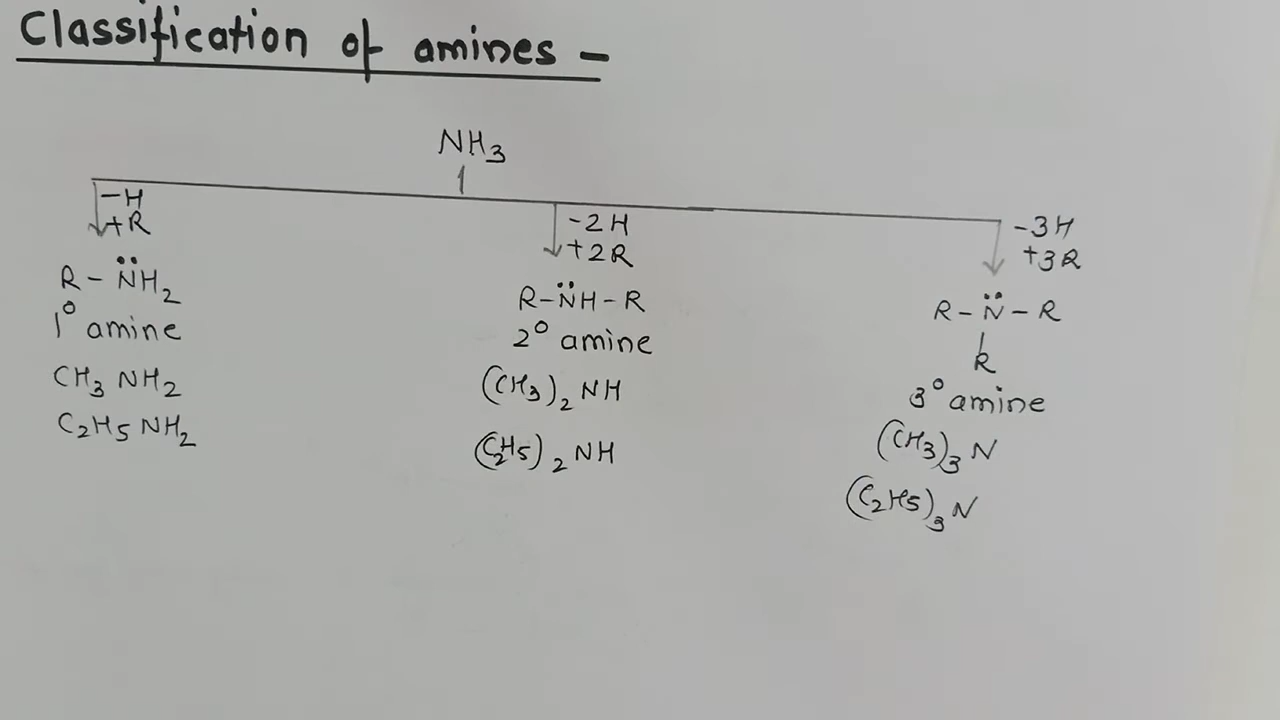 Classification of amines -
NH3
-H
+R
R-N̈H2
1° amine
CH3 NH2
C2H5 NH2
-2H
+2R
R-N̈H-R
2° amine
(CH3)2 NH
(C2H5)2 NH
-3H
+3R
R-N̈-R
R
3° amine
(CH3)3 N
(C2H5)3 N